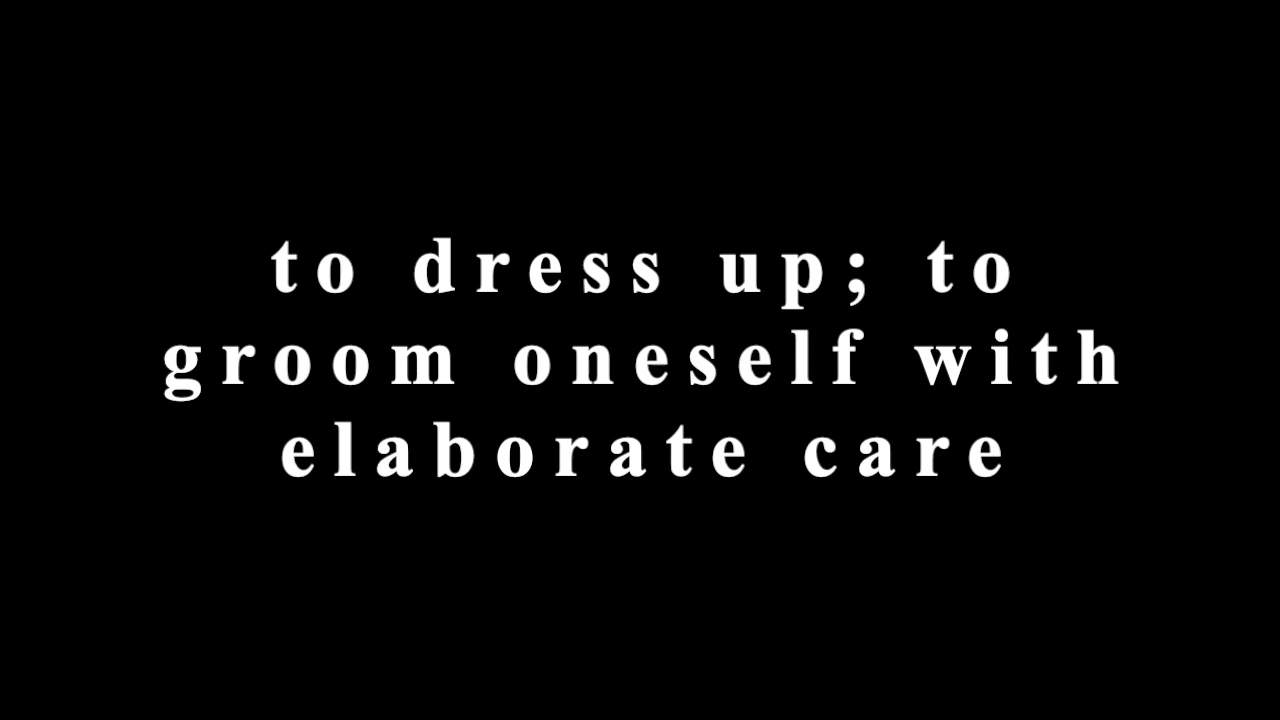 to dress up; to
groom oneself with
elaborate care